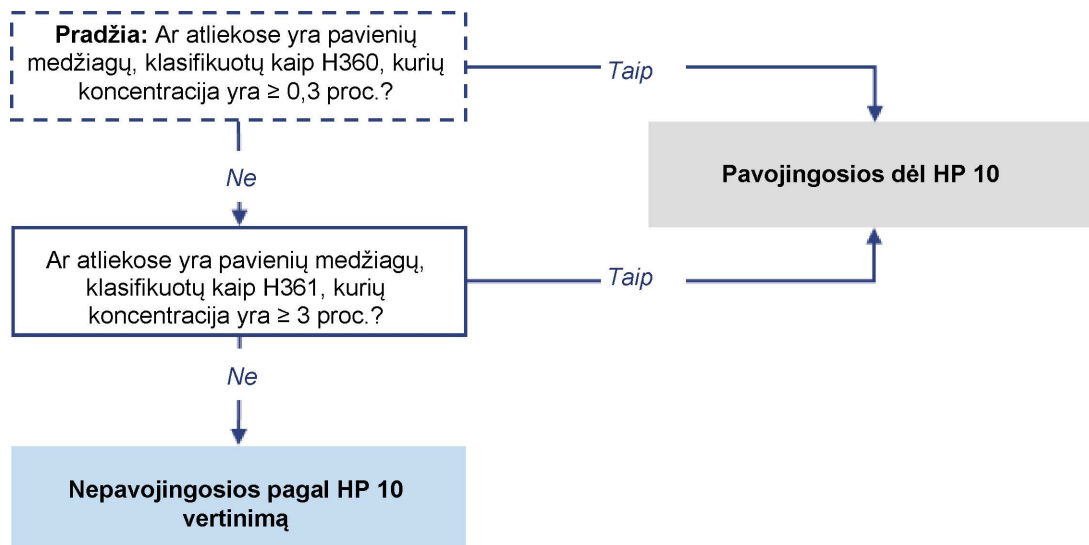 Pradžia: Ar atliekose yra pavienių
medžiagų, klasifikuotų kaip H360, kurių
koncentracija yra ≥ 0,3 proc.?
Taip
Pavojingosios dėl HP 10
Ne
Ar atliekose yra pavienių medžiagų,
klasifikuotų kaip H361, kurių
koncentracija yra ≥ 3 proc.?
Taip
Ne
Nepavojingosios pagal HP 10
vertinimą